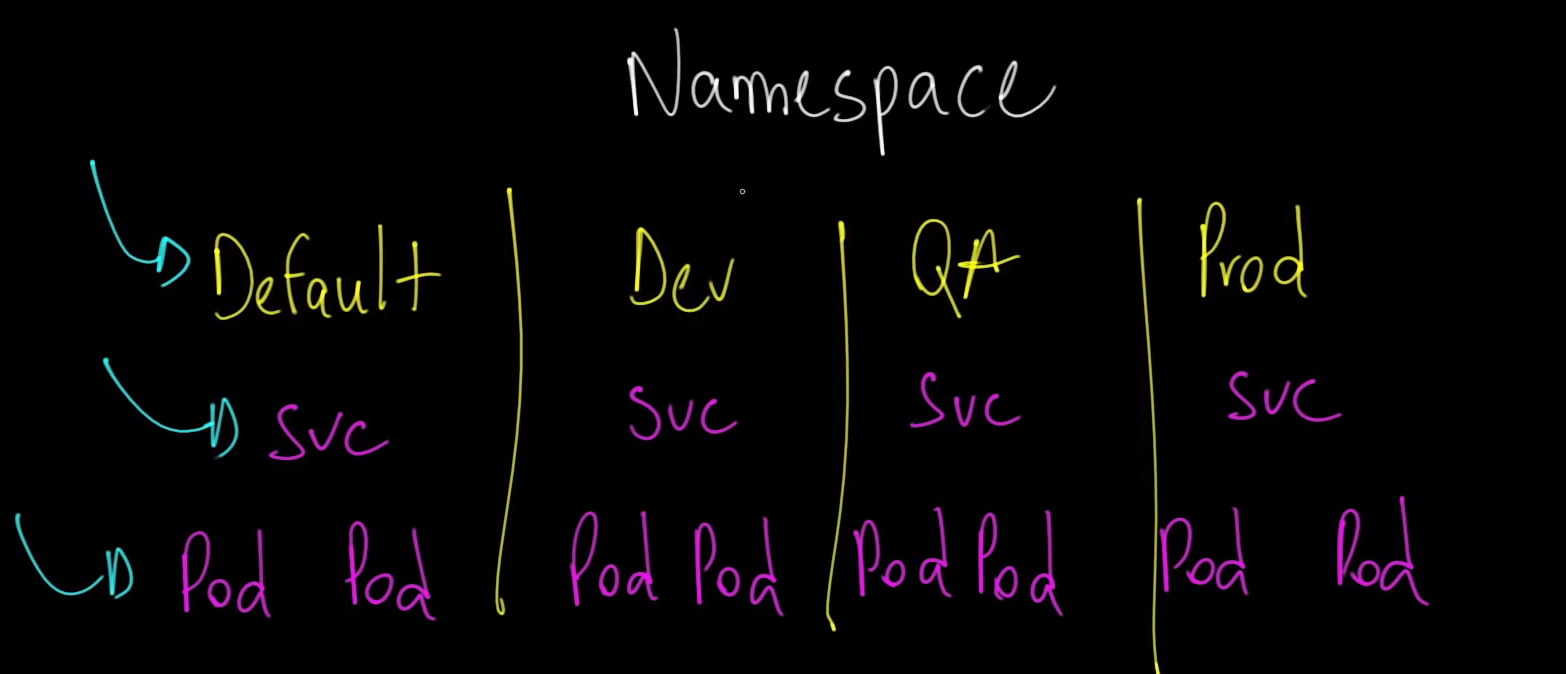 Namespace
Default Dev QA Prod
SVC SVC SVC SVC
Pod Pod Pod Pod Pod Pod Pod Pod